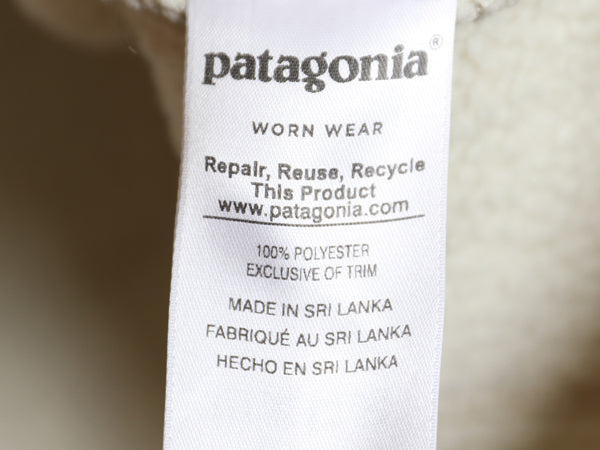 patagonia®
WORN WEAR
Repair, Reuse, Recycle
This Product
www.patagonia.com
100% POLYESTER
EXCLUSIVE OF TRIM
MADE IN SRI LANKA
FABRIQUÉ AU SRI LANKA
HECHO EN SRI LANKA